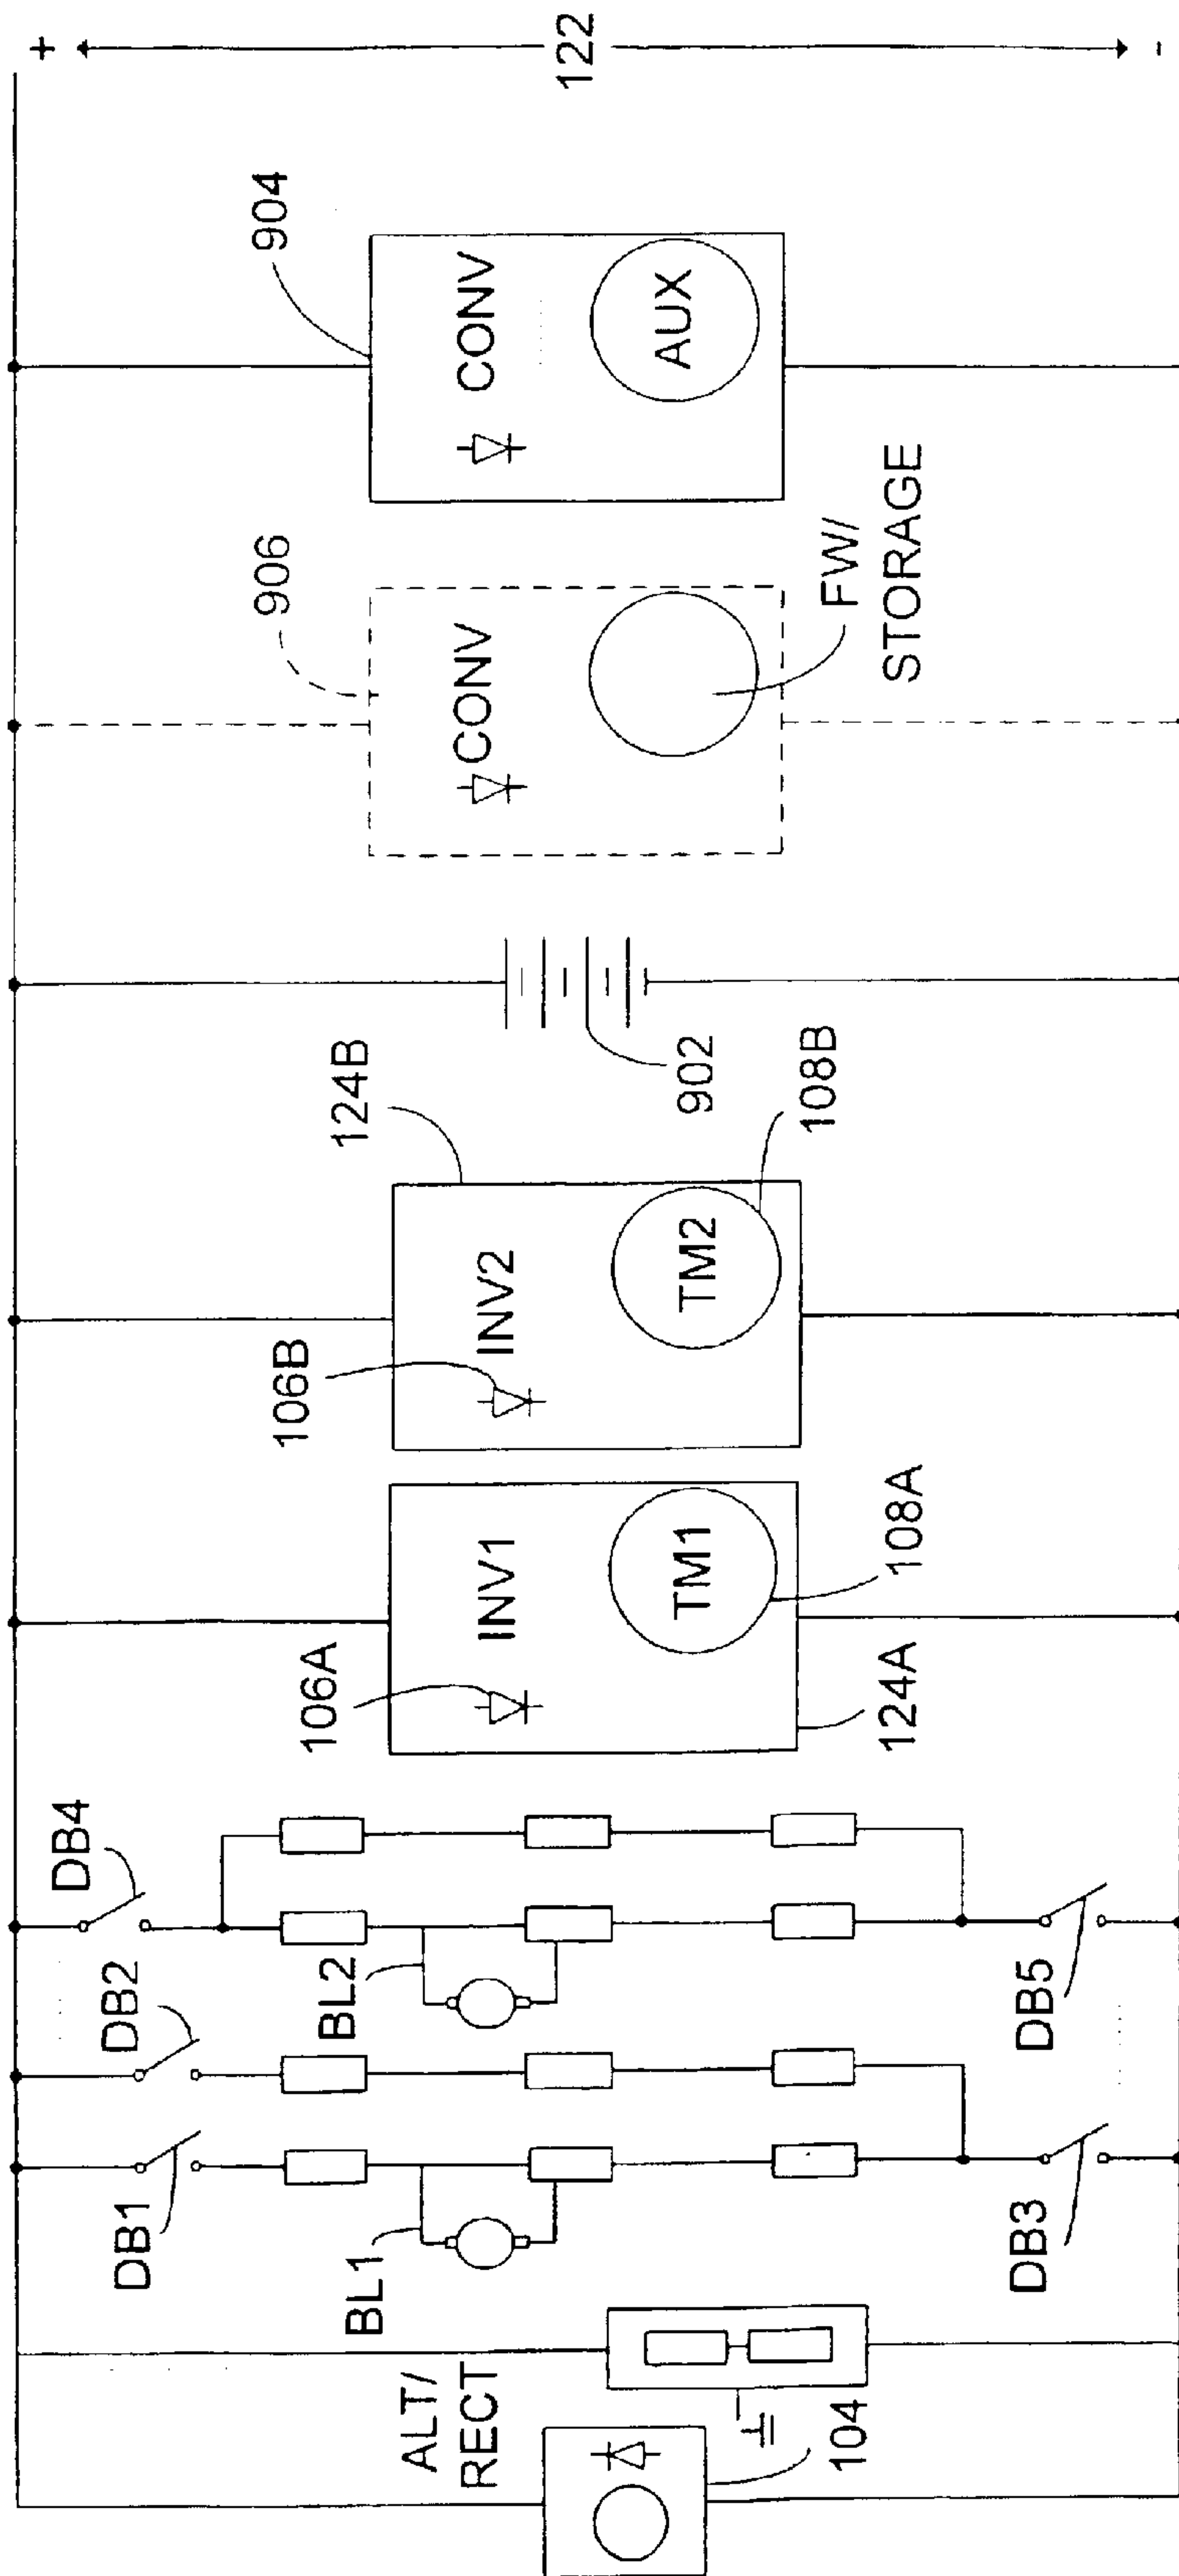 +
122
-
904
CONV
AUX
906
CONV
FW/
STORAGE
902
124B
106B
INV2
TM2
108B
106A
INV1
TM1
108A
124A
DB4
BL2
DB5
DB2
DB1
BL1
DB3
ALT/
RECT
104